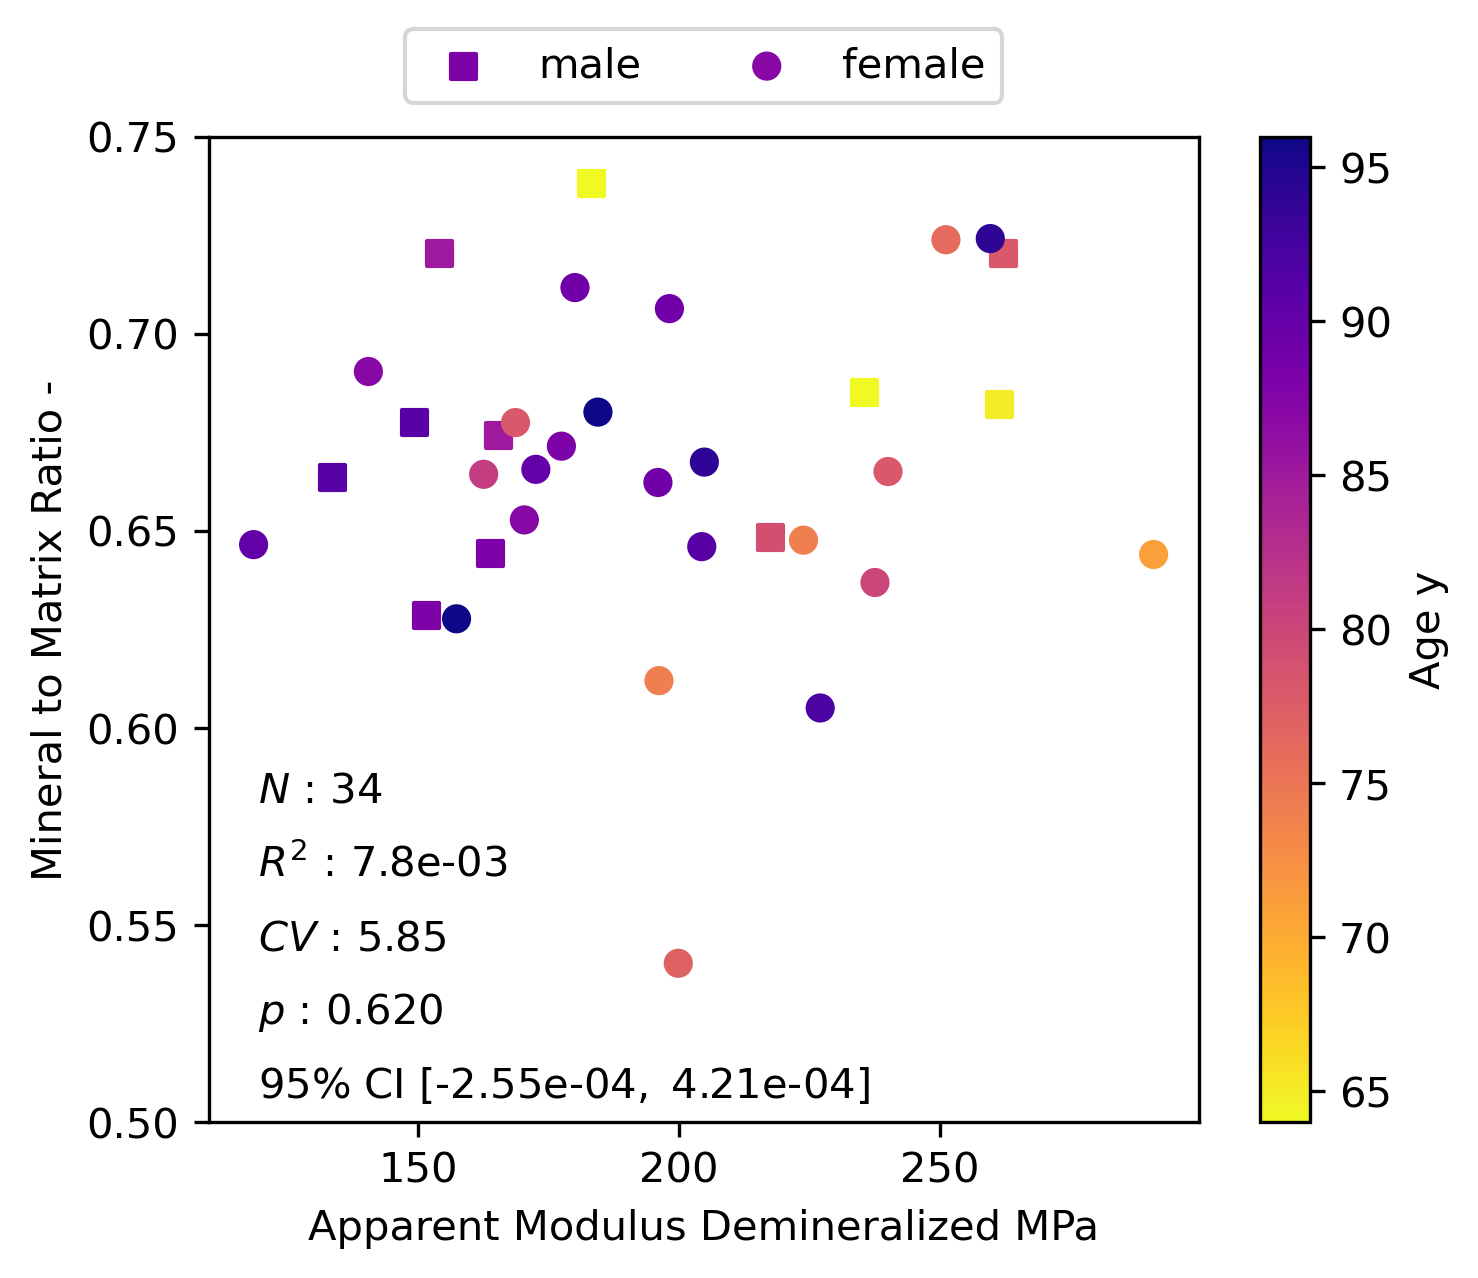 male female
0.75
0.70
0.65
0.60
0.55
0.50
Mineral to Matrix Ratio -
N : 34
R² : 7.8e-03
CV : 5.85
p : 0.620
95% CI [-2.55e-04, 4.21e-04]
150 200 250
Apparent Modulus Demineralized MPa
95
90
85
80
75
70
65
Age y